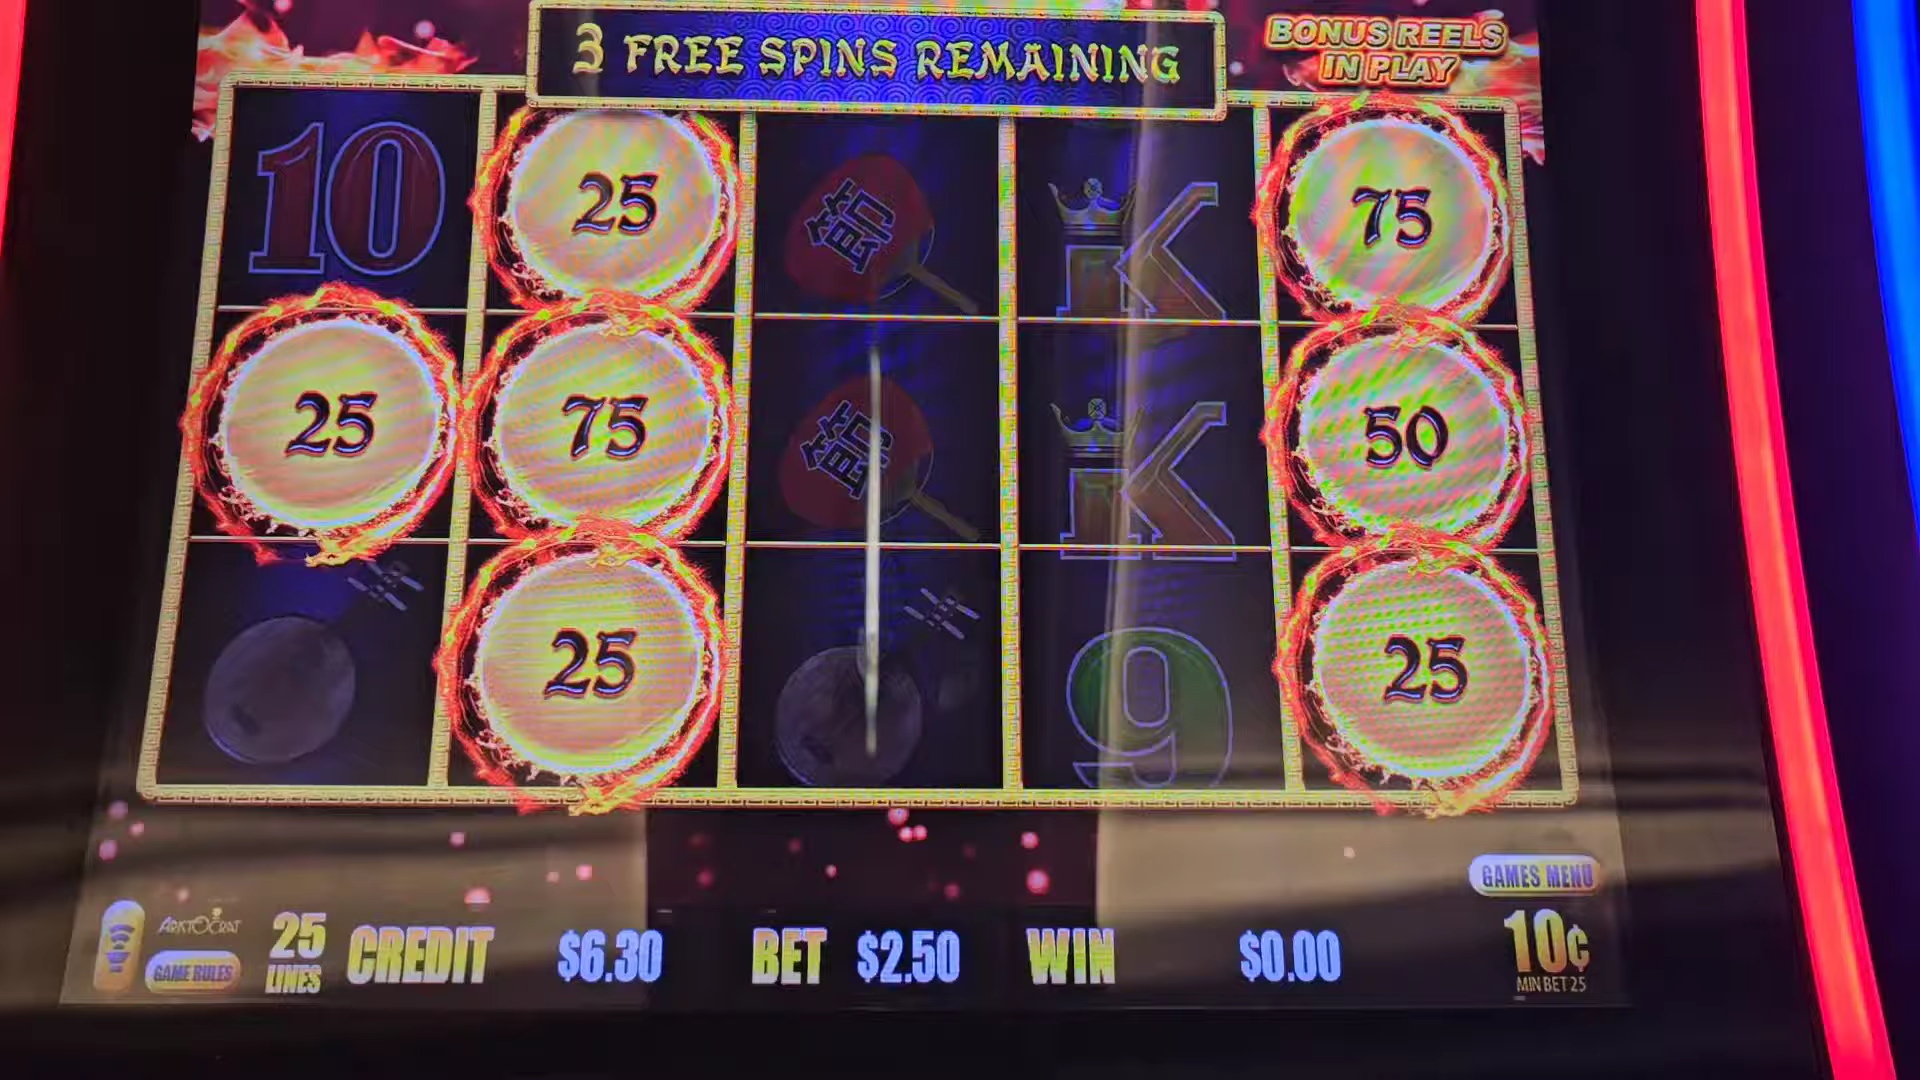 3 FREE SPINS REMAINING
BONUS REELS
IN PLAY
10
25
K
75
25
75
K
50
25
9
25
GAMES MENU
ARISTOCRAT
GAME RULES
25
LINES
CREDIT $6.30
BET $2.50
WIN $0.00
10¢
MIN BET 25